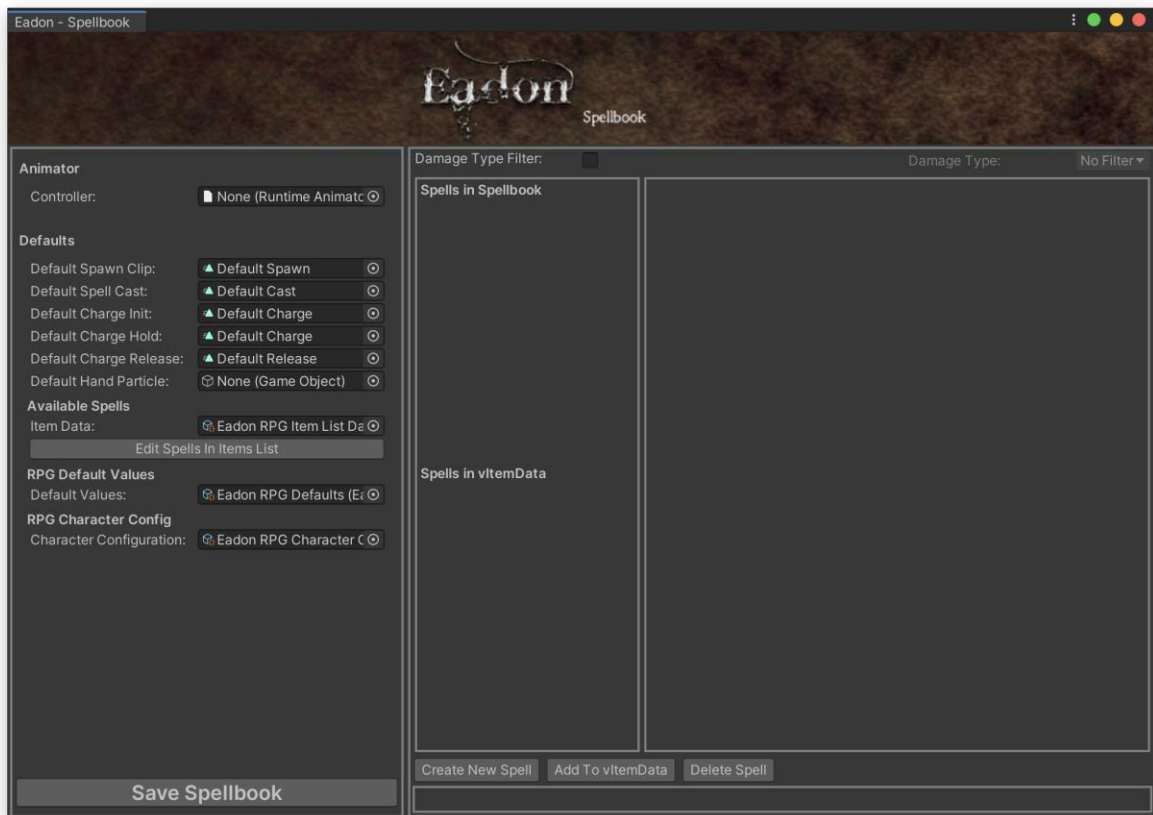 Eadon - Spellbook
Eadon
Spellbook
Animator
Controller: None (Runtime Animatc
Defaults
Default Spawn Clip: Default Spawn
Default Spell Cast: Default Cast
Default Charge Init: Default Charge
Default Charge Hold: Default Charge
Default Charge Release: Default Release
Default Hand Particle: None (Game Object)
Available Spells
Item Data: Eadon RPG Item List Da
Edit Spells In Items List
RPG Default Values
Default Values: Eadon RPG Defaults (Ea
RPG Character Config
Character Configuration: Eadon RPG Character C
Save Spellbook
Damage Type Filter: Damage Type: No Filter
Spells in Spellbook
Spells in vItemData
Create New Spell Add To vItemData Delete Spell